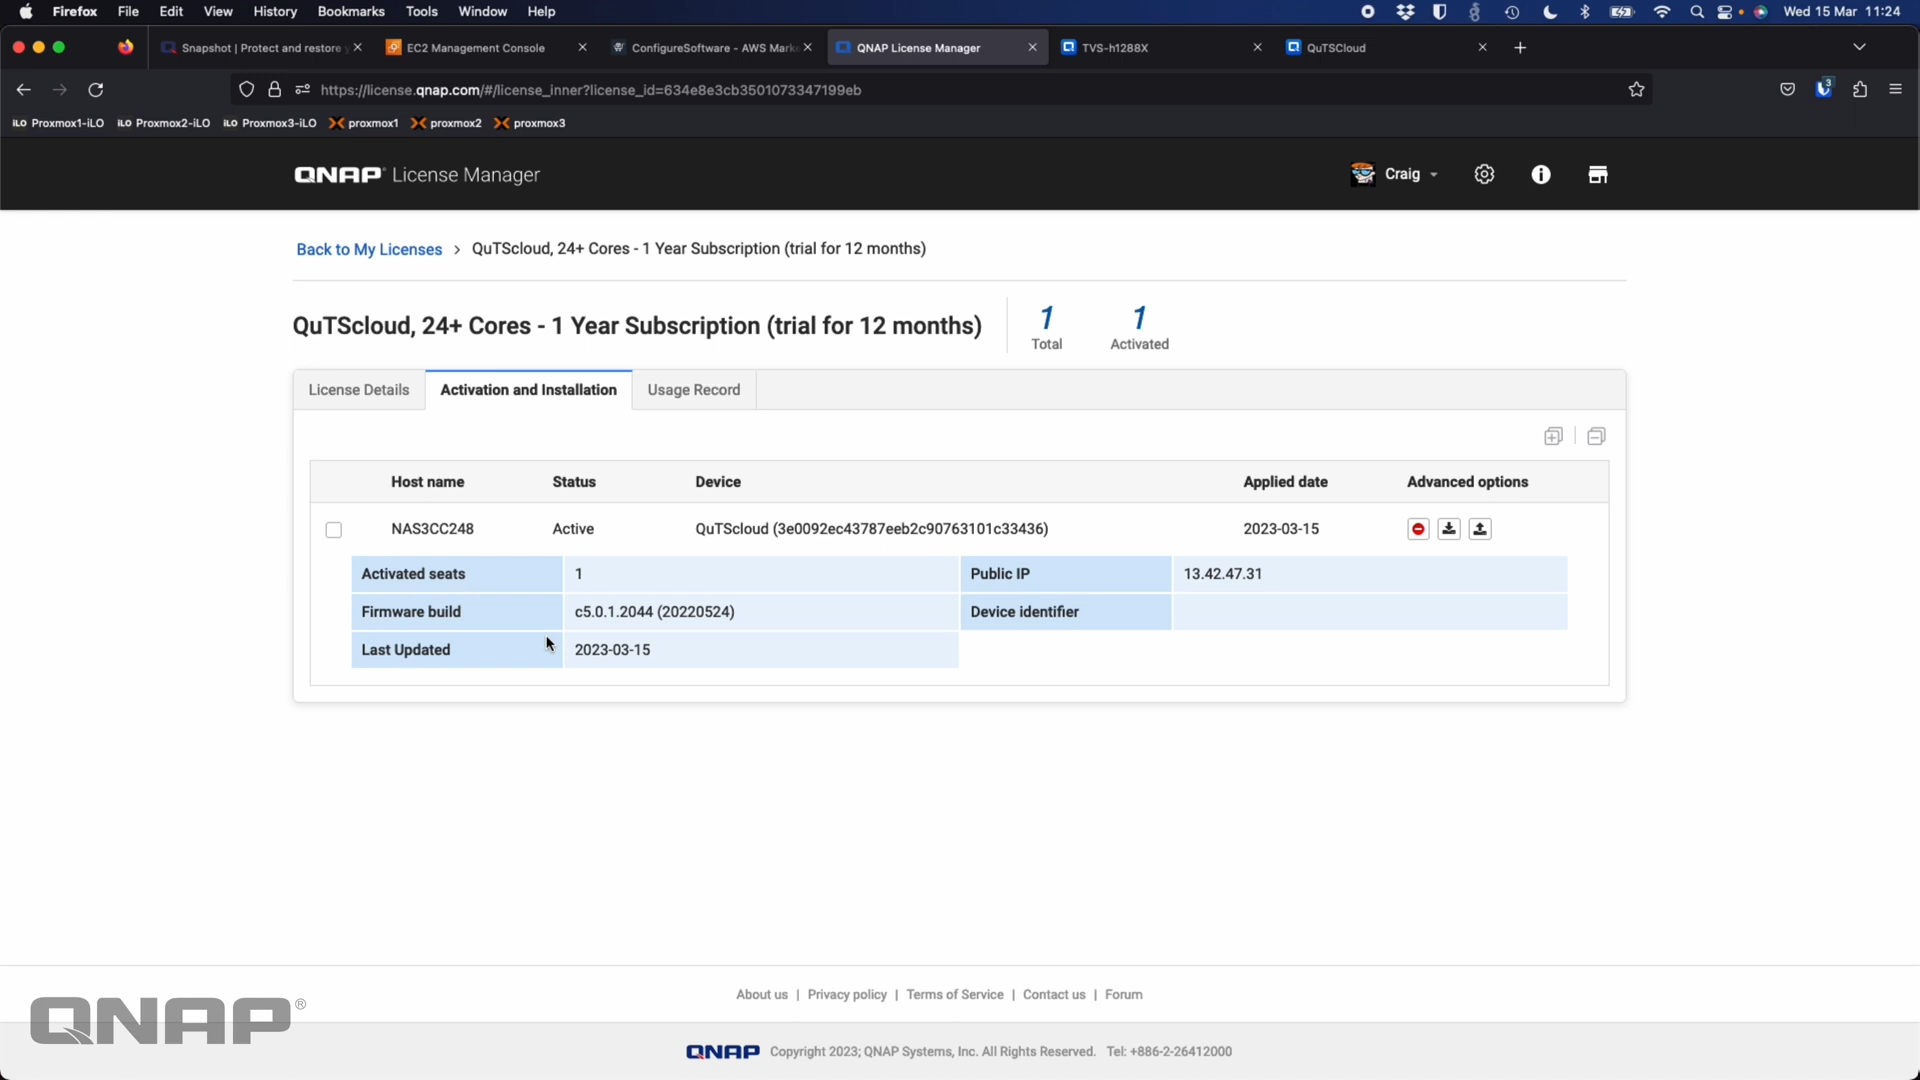 Firefox File Edit View History Bookmarks Tools Window Help Wed 15 Mar 11:24
Snapshot | Protect and restore EC2 Management Console ConfigureSoftware - AWS Mark QNAP License Manager TVS-h1288X QuTSCloud
https://license.qnap.com/#/license_inner?license_id=634e8e3cb3501073347199eb 3
iLO Proxmox1-iLO iLO Proxmox2-iLO iLO Proxmox3-iLO proxmox1 proxmox2 proxmox3
QNAP License Manager Craig
Back to My Licenses > QuTScloud, 24+ Cores - 1 Year Subscription (trial for 12 months)
QuTScloud, 24+ Cores - 1 Year Subscription (trial for 12 months) 1 1
Total Activated
License Details Activation and Installation Usage Record
Host name Status Device Applied date Advanced options
NAS3CC248 Active QuTScloud (3e0092ec43787eeb2c90763101c33436) 2023-03-15
Activated seats 1 Public IP 13.42.47.31
Firmware build c5.0.1.2044 (20220524) Device identifier
Last Updated 2023-03-15
About us | Privacy policy | Terms of Service | Contact us | Forum
QNAP®
QNAP Copyright 2023; QNAP Systems, Inc. All Rights Reserved. Tel: +886-2-26412000